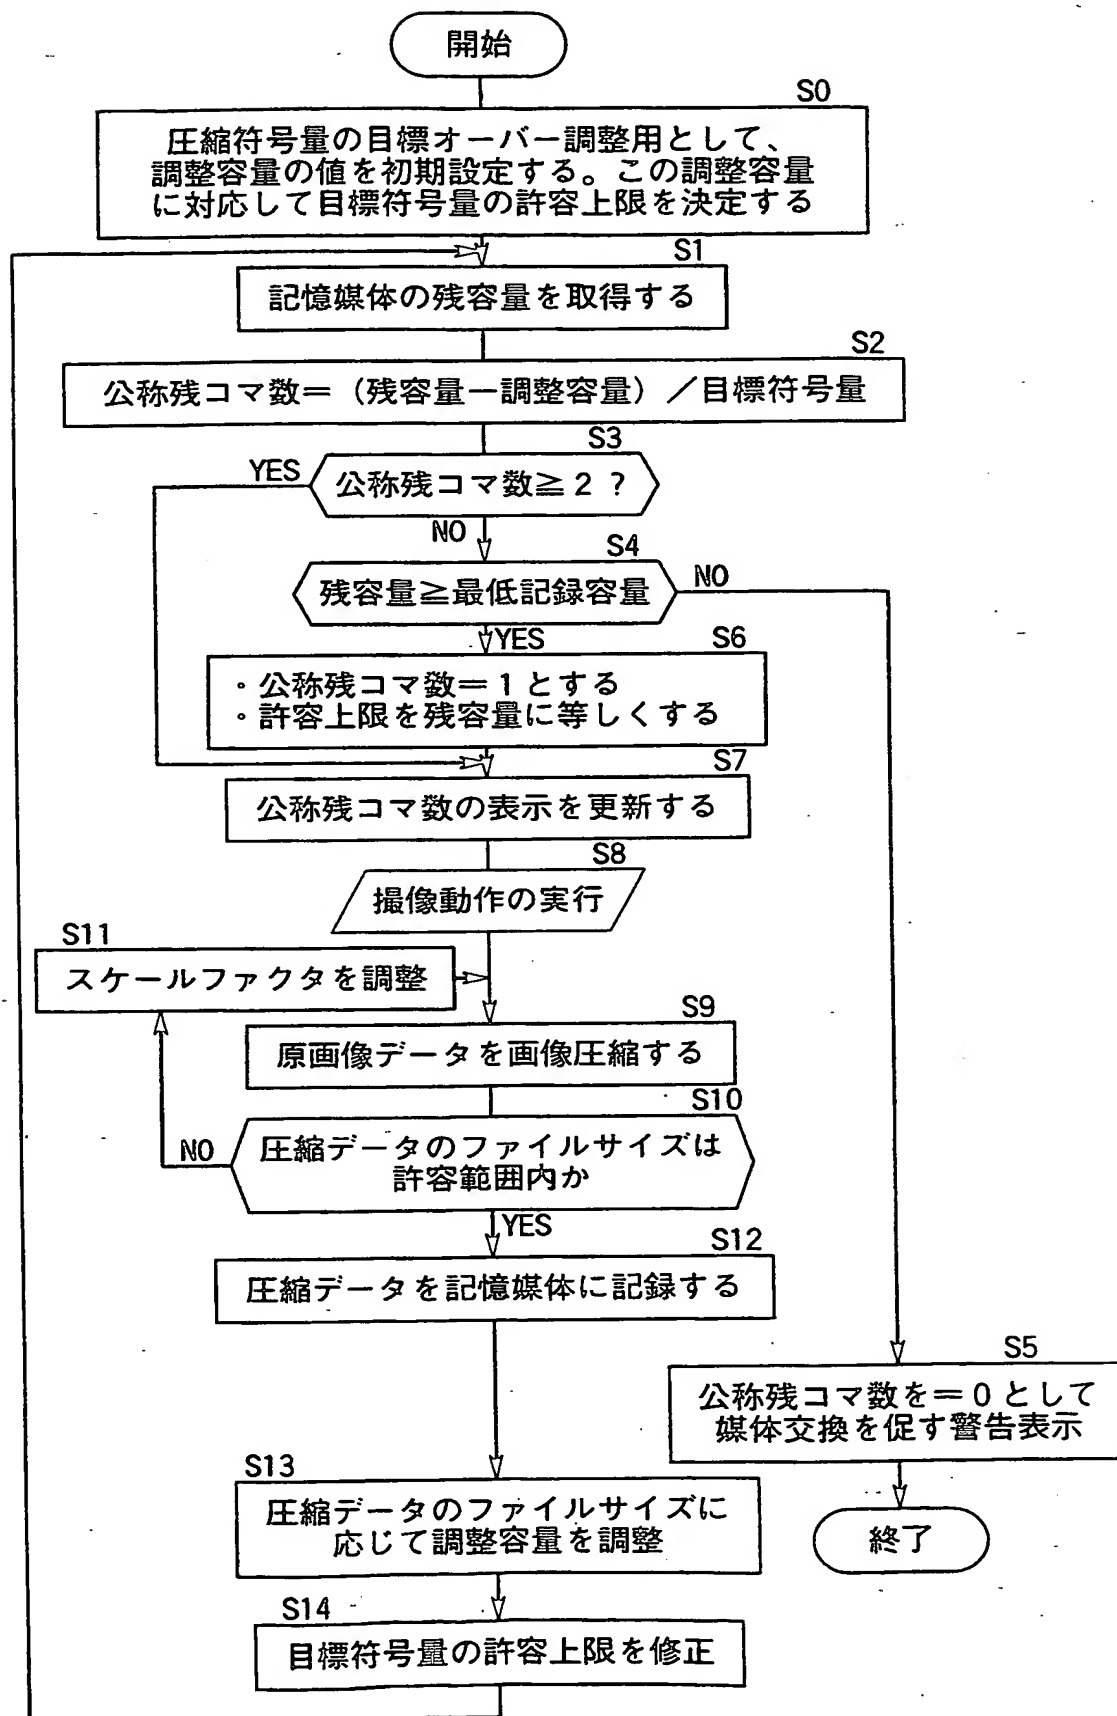 開始
S0
圧縮符号量の目標オーバー調整用として、
調整容量の値を初期設定する。この調整容量
に対応して目標符号量の許容上限を決定する
S1
記憶媒体の残容量を取得する
S2
公称残コマ数＝（残容量－調整容量）／目標符号量
S3
YES
公称残コマ数≧２？
NO
S4
残容量≧最低記録容量
NO
YES
S6
・公称残コマ数＝１とする
・許容上限を残容量に等しくする
S7
公称残コマ数の表示を更新する
S8
撮像動作の実行
S11
スケールファクタを調整
S9
原画像データを画像圧縮する
S10
NO
圧縮データのファイルサイズは
許容範囲内か
YES
S12
圧縮データを記憶媒体に記録する
S5
公称残コマ数を＝０として
媒体交換を促す警告表示
S13
圧縮データのファイルサイズに
応じて調整容量を調整
終了
S14
目標符号量の許容上限を修正